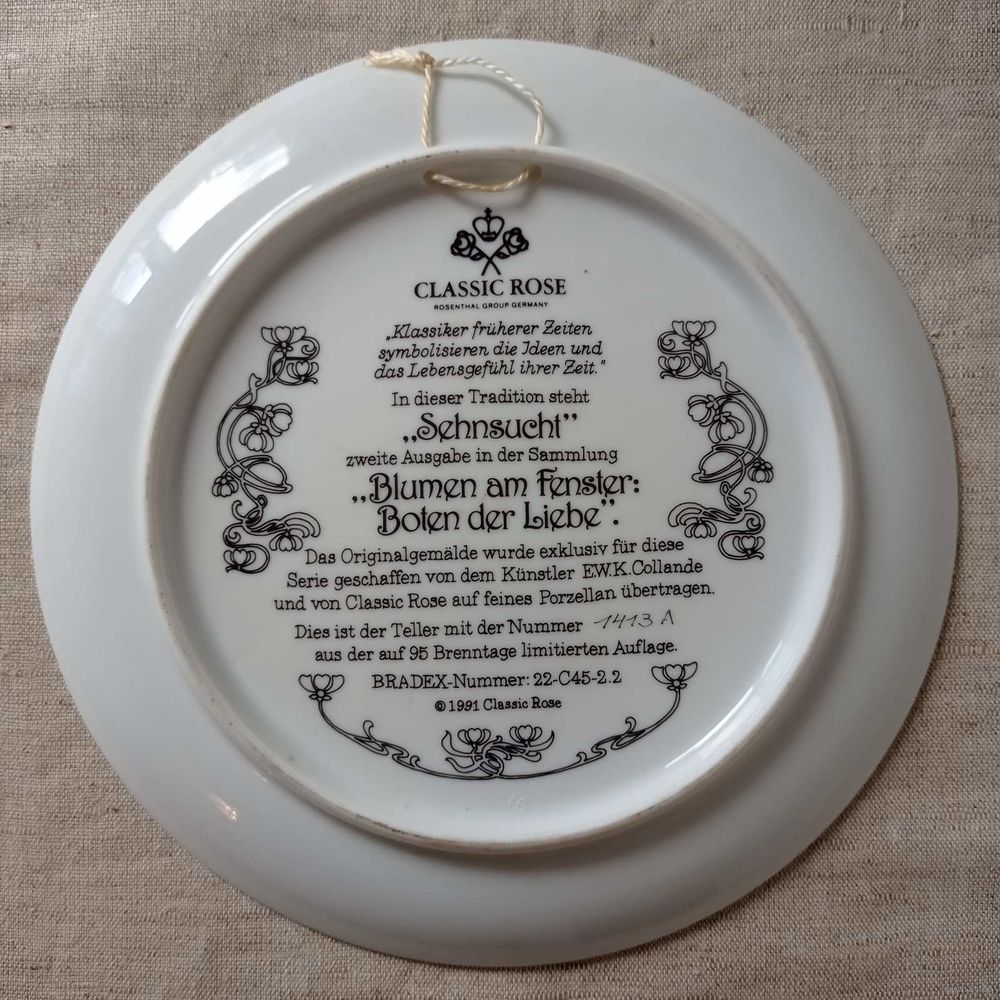 CLASSIC ROSE
ROSENTHAL GROUP GERMANY
„Klassiker früherer Zeiten
symbolisieren die Ideen und
das Lebensgefühl ihrer Zeit."
In dieser Tradition steht
„Sehnsucht”
zweite Ausgabe in der Sammlung
„Blumen am Fenster:
Boten der Liebe”.
Das Originalgemälde wurde exklusiv für diese
Serie geschaffen von dem Künstler E.W.K.Collande
und von Classic Rose auf feines Porzellan übertragen.
Dies ist der Teller mit der Nummer 1413 A
aus der auf 95 Brenntage limitierten Auflage.
BRADEX-Nummer: 22-C45-2.2
© 1991 Classic Rose